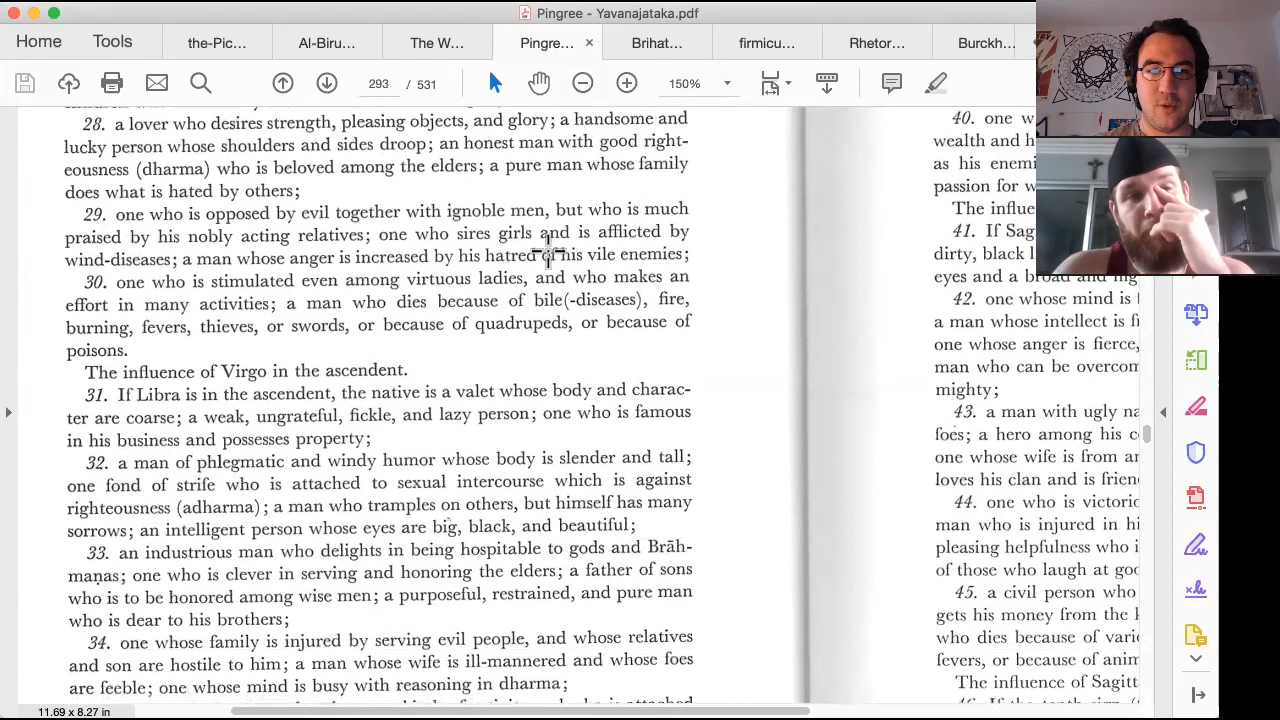 Pingree - Yavanajataka.pdf
Home
Tools
the-Pic...
Al-Biru...
The W...
Pingre...
Brihat...
firmicu...
Rhetor...
Burckh
293 / 531
150%
28. a lover who desires strength, pleasing objects, and glory; a handsome and
lucky person whose shoulders and sides droop; an honest man with good right-
eousness (dharma) who is beloved among the elders; a pure man whose family
does what is hated by others;
29. one who is opposed by evil together with ignoble men, but who is much
praised by his nobly acting relatives; one who sires girls and is afflicted by
wind-diseases; a man whose anger is increased by his hatred of his vile enemies;
30. one who is stimulated even among virtuous ladies, and who makes an
effort in many activities; a man who dies because of bile(-diseases), fire,
burning, fevers, thieves, or swords, or because of quadrupeds, or because of
poisons.
The influence of Virgo in the ascendent.
31. If Libra is in the ascendent, the native is a valet whose body and charac-
ter are coarse; a weak, ungrateful, fickle, and lazy person; one who is famous
in his business and possesses property;
32. a man of phlegmatic and windy humor whose body is slender and tall;
one fond of strife who is attached to sexual intercourse which is against
righteousness (adharma); a man who tramples on others, but himself has many
sorrows; an intelligent person whose eyes are big, black, and beautiful;
33. an industrious man who delights in being hospitable to gods and Brāh-
maṇas; one who is clever in serving and honoring the elders; a father of sons
who is to be honored among wise men; a purposeful, restrained, and pure man
who is dear to his brothers;
34. one whose family is injured by serving evil people, and whose relatives
and son are hostile to him; a man whose wife is ill-mannered and whose foes
are feeble; one whose mind is busy with reasoning in dharma;
40. one w
wealth and h
as his enemi
passion for w
The influe
41. If Sag
dirty, black l
eyes and a broad and hig
42. one whose mind is f
a man whose intellect is fi
one whose anger is fierce,
man who can be overcom
mighty;
43. a man with ugly na
foes; a hero among his c
one whose wife is from an
loves his clan and is frien
44. one who is victorio
man who is injured in hi
pleasing helpfulness who i
of those who laugh at goo
45. a civil person who
gets his money from the k
who dies because of vario
fevers, or because of anim
The influence of Sagitt
11.69 x 8.27 in